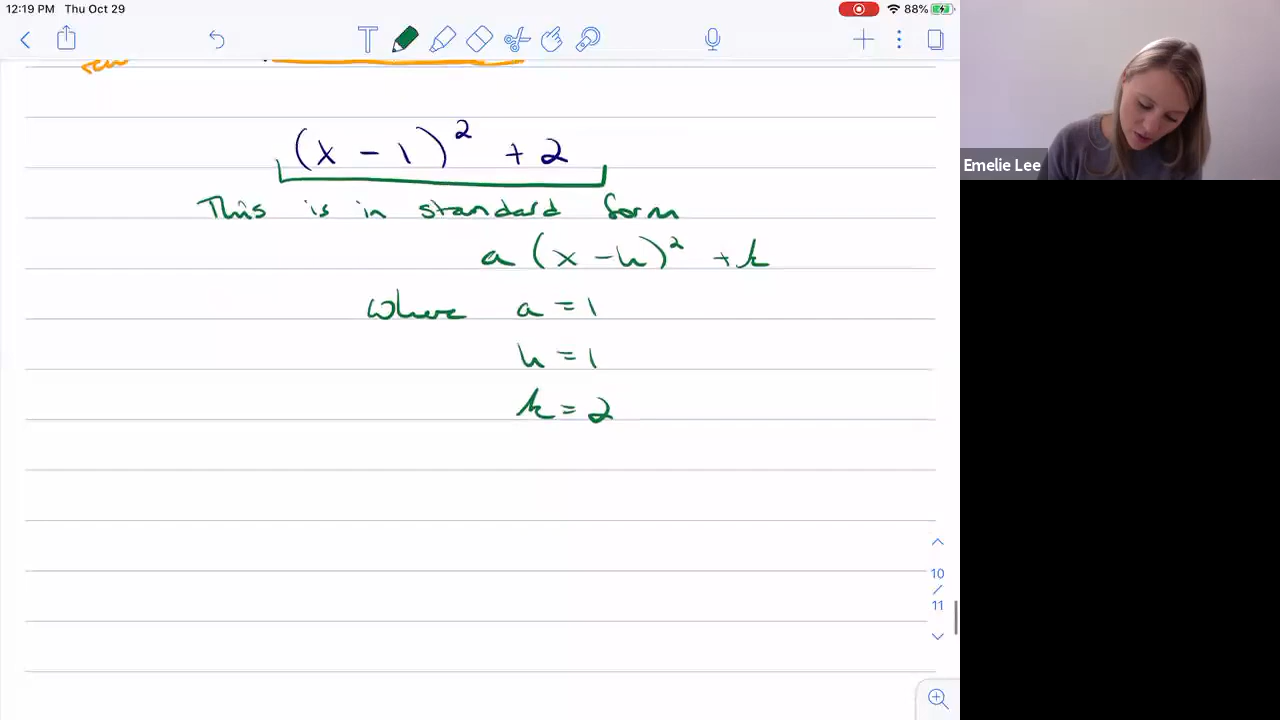 12:19 PM Thu Oct 29
88%
(x - 1)² + 2
This is in standard form
a (x - h)² + k
where a = 1
h = 1
k = 2
Emelie Lee
10
/
11